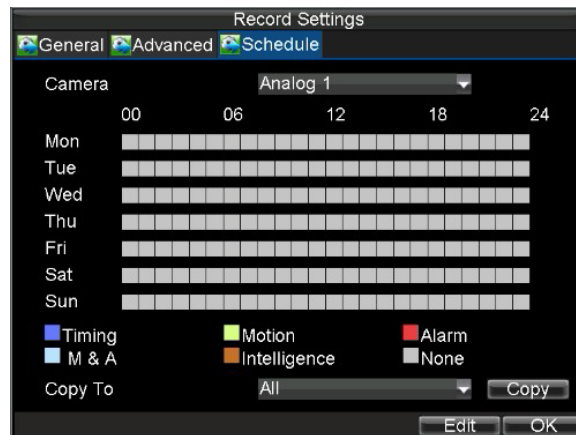 Record Settings
General Advanced Schedule
Camera Analog 1
00 06 12 18 24
Mon
Tue
Wed
Thu
Fri
Sat
Sun
Timing Motion Alarm
M & A Intelligence None
Copy To All Copy
Edit OK